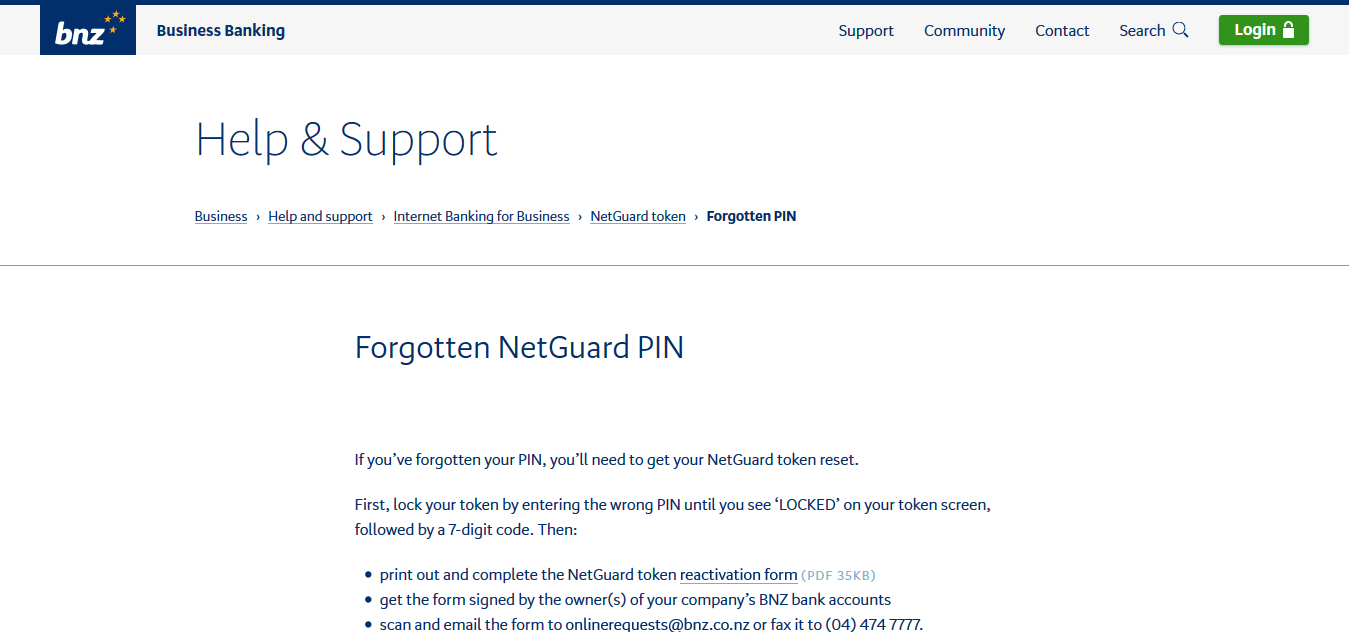 bnz
Business Banking
Support
Community
Contact
Search
Login
Help & Support
Business › Help and support › Internet Banking for Business › NetGuard token › Forgotten PIN
Forgotten NetGuard PIN
If you’ve forgotten your PIN, you’ll need to get your NetGuard token reset.
First, lock your token by entering the wrong PIN until you see ‘LOCKED’ on your token screen,
followed by a 7-digit code. Then:
• print out and complete the NetGuard token reactivation form (PDF 35KB)
• get the form signed by the owner(s) of your company’s BNZ bank accounts
• scan and email the form to onlinerequests@bnz.co.nz or fax it to (04) 474 7777.